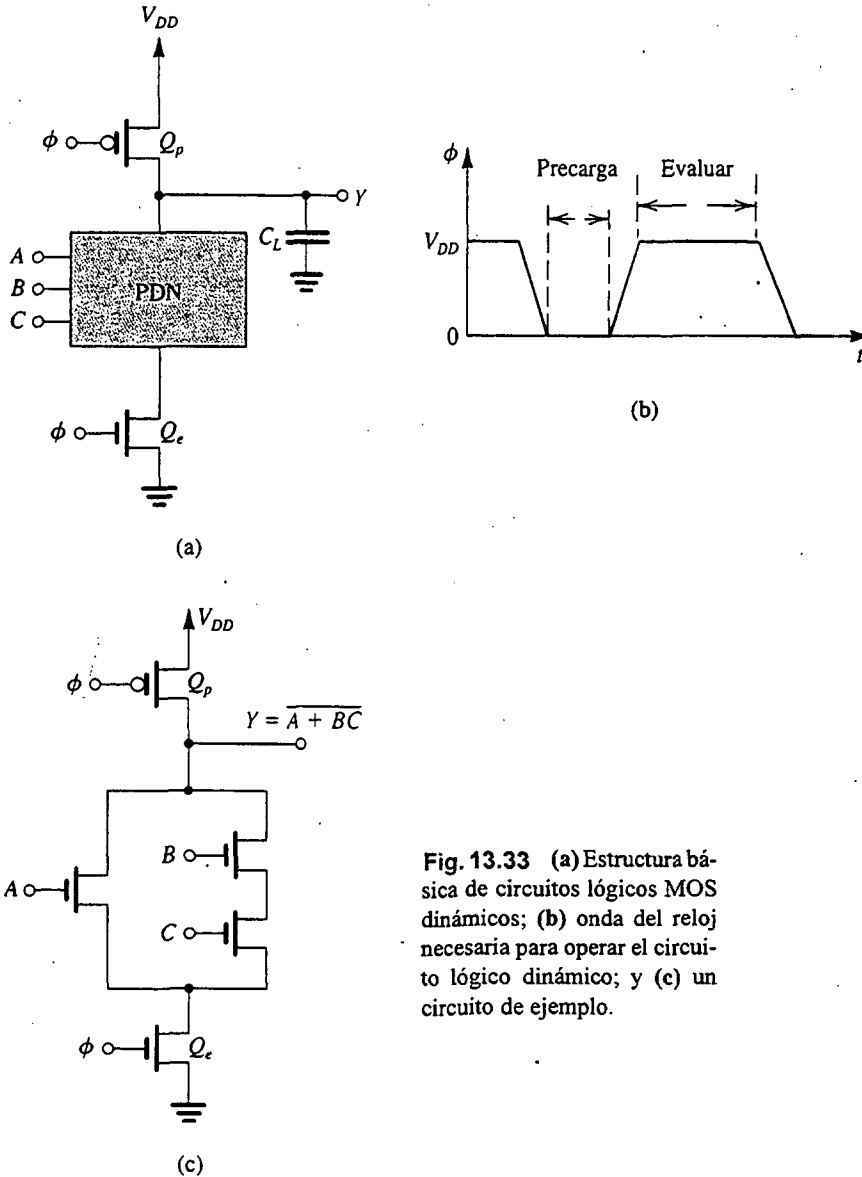 V_DD
ϕ
Q_p
Y
C_L
A
B
C
PDN
ϕ
Q_e
(a)
ϕ
Precarga
Evaluar
V_DD
0
t
(b)
V_DD
ϕ
Q_p
Y = \overline{A + BC}
B
A
C
ϕ
Q_e
(c)
Fig. 13.33 (a) Estructura bá-
sica de circuitos lógicos MOS
dinámicos; (b) onda del reloj
necesaria para operar el circui-
to lógico dinámico; y (c) un
circuito de ejemplo.